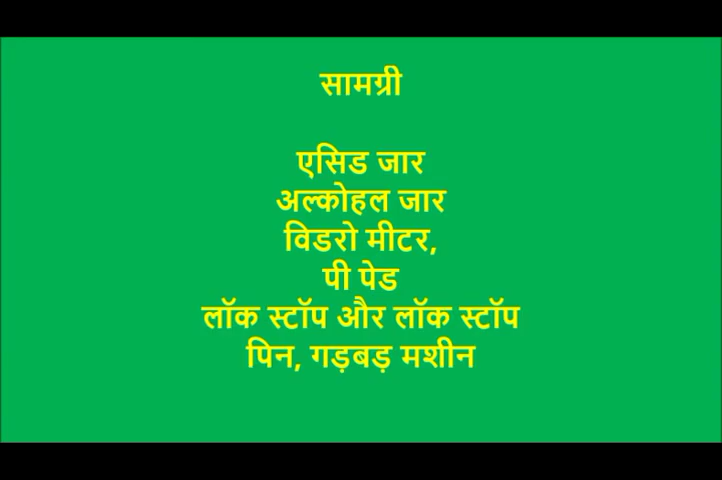 सामग्री
एसिड जार
अल्कोहल जार
विडरो मीटर,
पी पेड
लॉक स्टॉप और लॉक स्टॉप
पिन, गड़बड़ मशीन